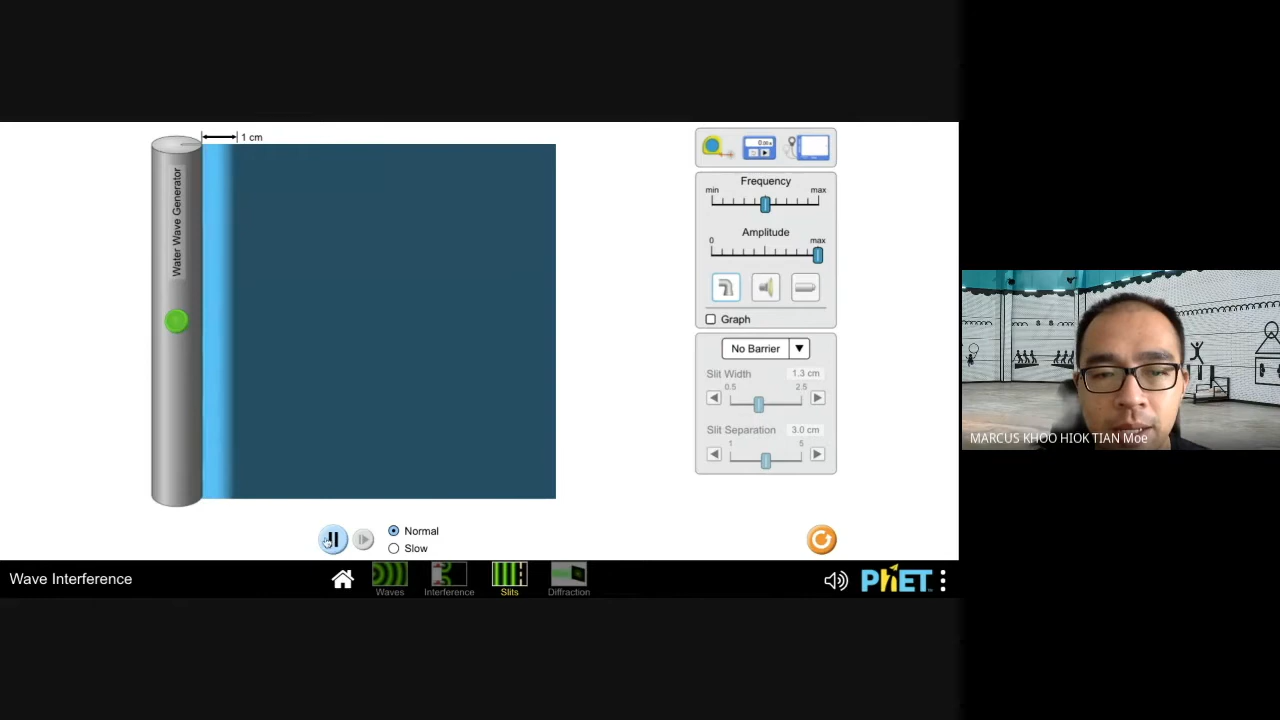 1 cm
Water Wave Generator
0.00 s
Frequency
min max
Amplitude
0 max
Graph
No Barrier
Slit Width 1.3 cm
0.5 2.5
Slit Separation 3.0 cm
1 5
Normal
Slow
MARCUS KHOO HIOK TIAN Moe
Wave Interference
Waves Interference Slits Diffraction
PhET